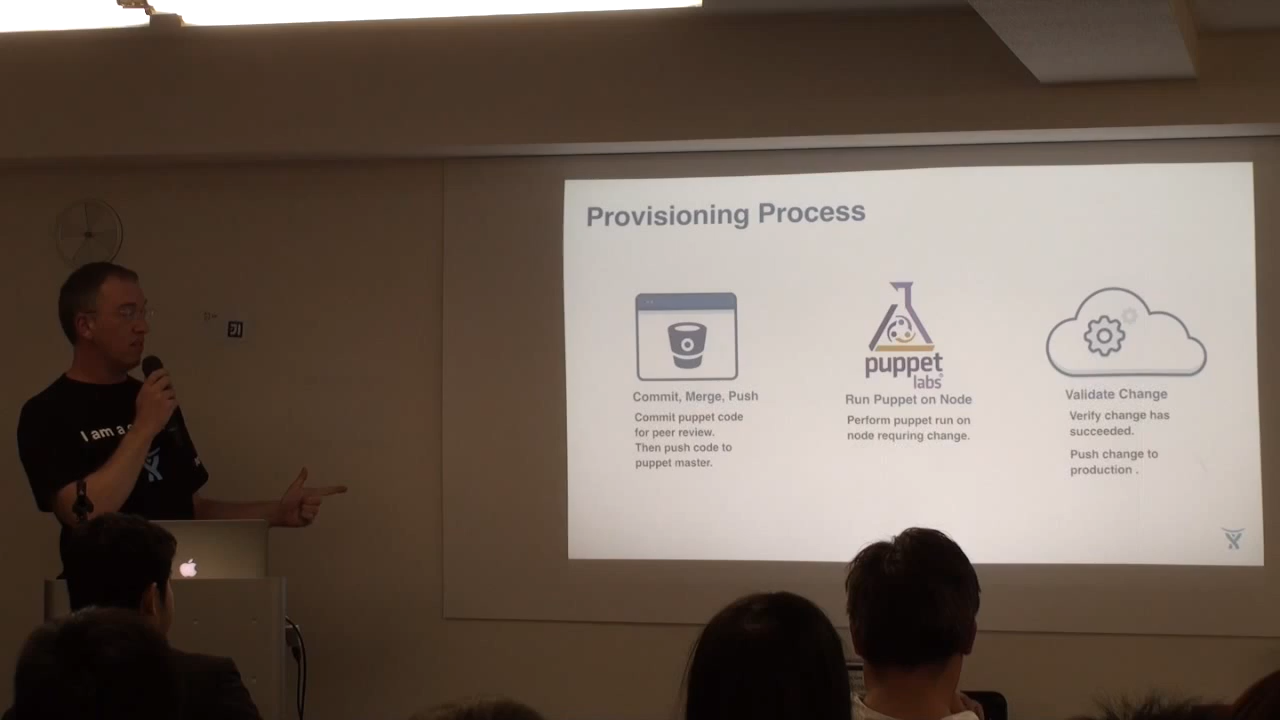 Provisioning Process
puppet
labs
Commit, Merge, Push
Commit puppet code
for peer review.
Then push code to
puppet master.
Run Puppet on Node
Perform puppet run on
node requring change.
Validate Change
Verify change has
succeeded.
Push change to
production .
I am a